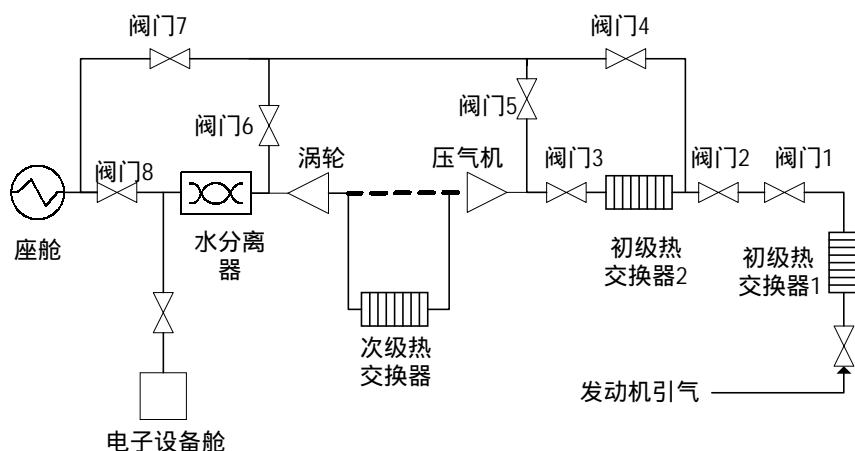 阀门7
阀门4
阀门6
阀门5
涡轮
压气机
阀门3
阀门2
阀门1
阀门8
座舱
水分离
器
初级热
交换器2
初级热
交换器1
次级热
交换器
发动机引气
电子设备舱